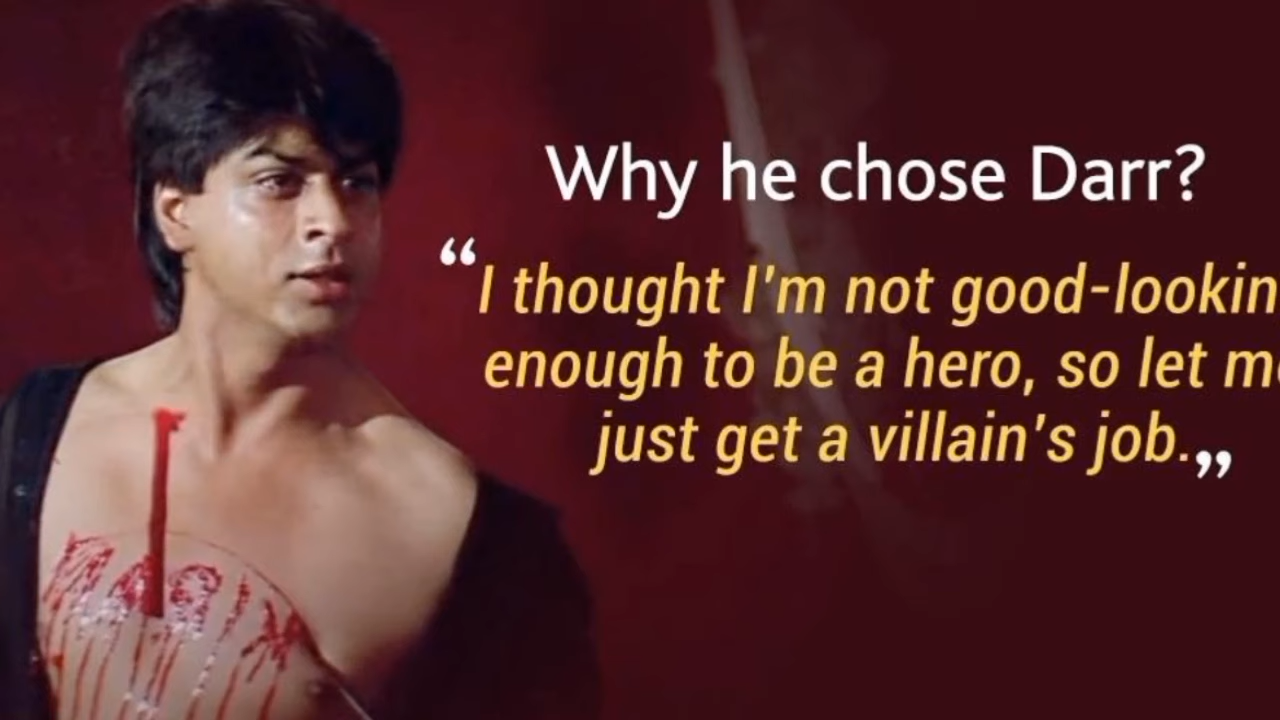 Why he chose Darr?
“I thought I'm not good-lookin
enough to be a hero, so let m
just get a villain's job.„